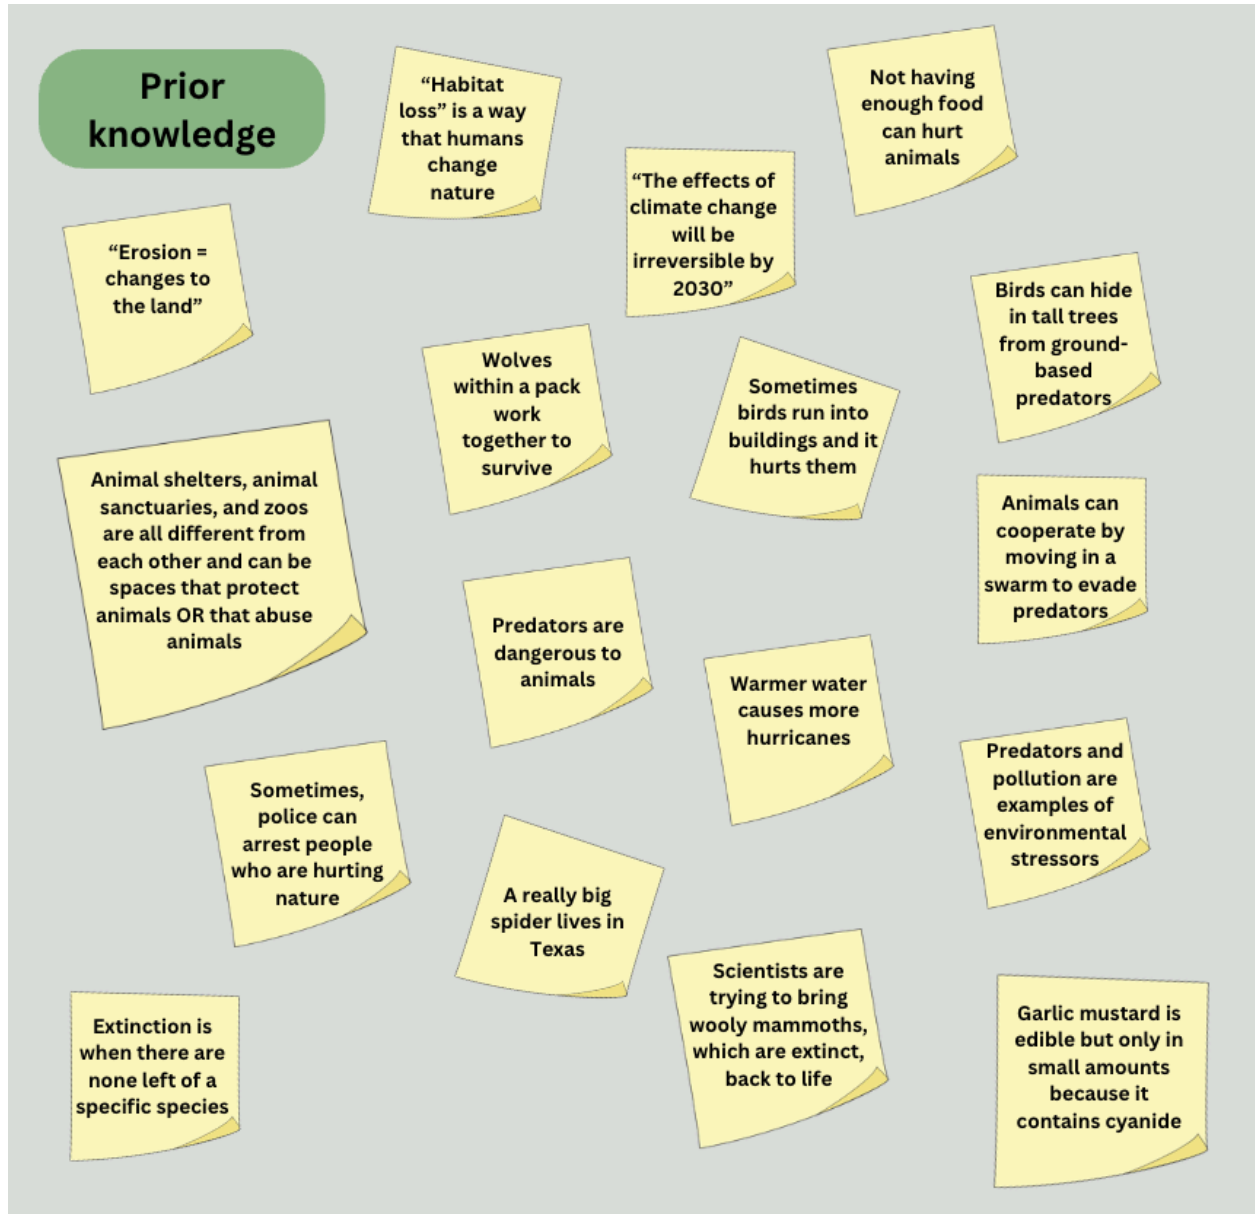 Prior
knowledge
“Habitat
loss” is a way
that humans
change
nature
Not having
enough food
can hurt
animals
“The effects of
climate change
will be
irreversible by
2030”
“Erosion =
changes to
the land”
Birds can hide
in tall trees
from ground-
based
predators
Wolves
within a pack
work
together to
survive
Sometimes
birds run into
buildings and it
hurts them
Animal shelters, animal
sanctuaries, and zoos
are all different from
each other and can be
spaces that protect
animals OR that abuse
animals
Animals can
cooperate by
moving in a
swarm to evade
predators
Predators are
dangerous to
animals
Warmer water
causes more
hurricanes
Predators and
pollution are
examples of
environmental
stressors
Sometimes,
police can
arrest people
who are hurting
nature
A really big
spider lives in
Texas
Scientists are
trying to bring
wooly mammoths,
which are extinct,
back to life
Extinction is
when there are
none left of a
specific species
Garlic mustard is
edible but only in
small amounts
because it
contains cyanide